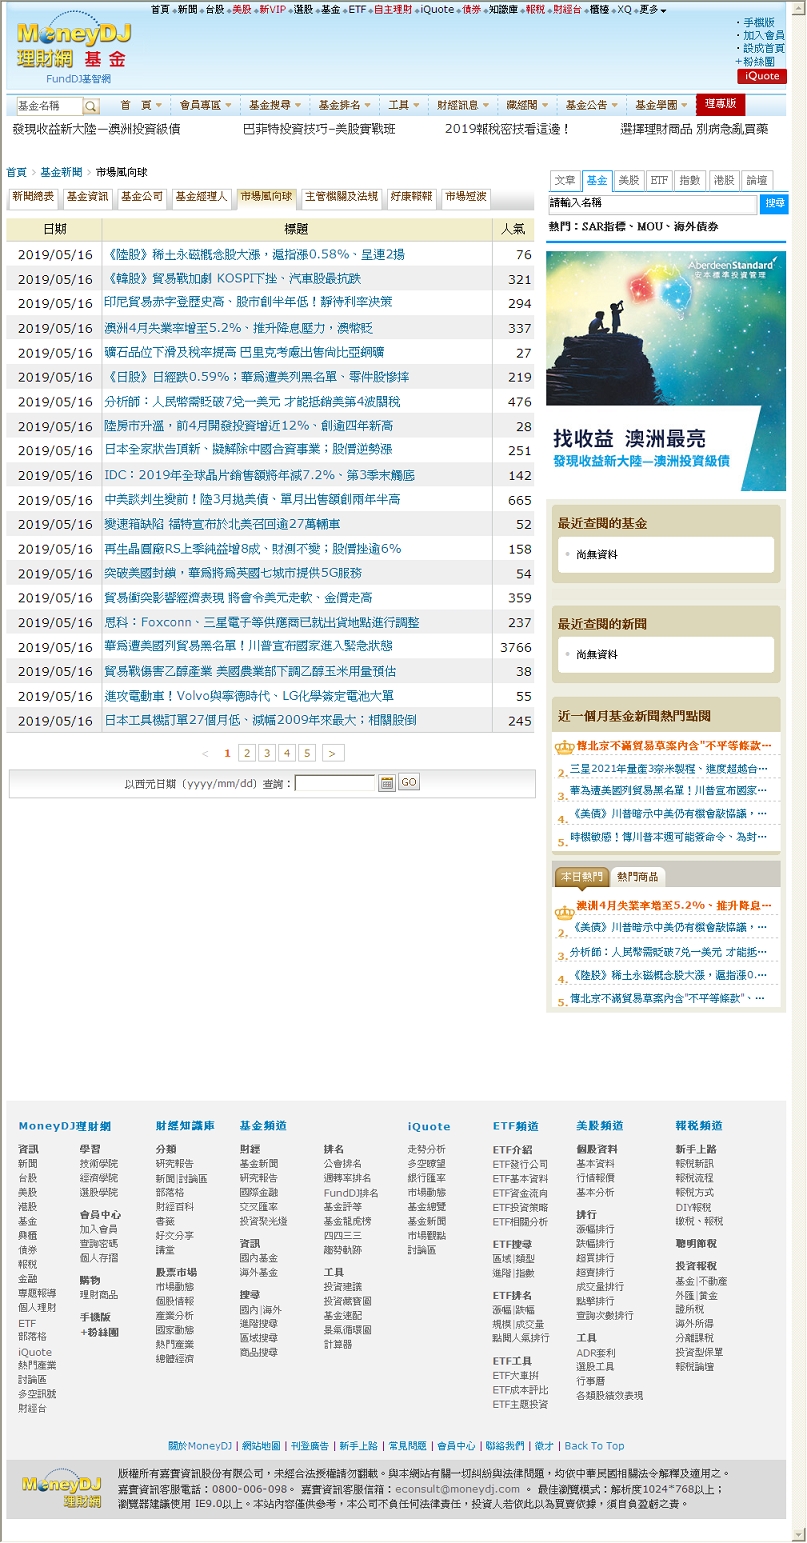 首頁 新聞 台股 美股 新VIP 選股 基金 ETF 自主理財 iQuote 債券 知識庫 報稅 財經台 櫃檯 XQ 更多
MoneyDJ
理財網 基金
FundDJ基智網
‧手機版
‧加入會員
‧設成首頁
+粉絲團
iQuote
基金名稱 首 頁 會員專區 基金搜尋 基金排名 工具 財經訊息 藏經閣 基金公告 基金學園 理專版
發現收益新大陸—澳洲投資級債 巴菲特投資技巧-美股實戰班 2019報稅密技看這邊！ 選擇理財商品 別病急亂買藥
首頁 > 基金新聞 > 市場風向球
新聞總表 基金資訊 基金公司 基金經理人 市場風向球 主管機關及法規 好康報報 市場短波
日期 標題 人氣
2019/05/16 《陸股》稀土永磁概念股大漲，滬指漲0.58%、呈連2揚 76
2019/05/16 《韓股》貿易戰加劇 KOSPI下挫、汽車股最抗跌 321
2019/05/16 印尼貿易赤字登歷史高、股市創半年低！靜待利率決策 294
2019/05/16 澳洲4月失業率增至5.2%、推升降息壓力，澳幣貶 337
2019/05/16 礦石品位下滑及稅率提高 巴里克考慮出售尚比亞銅礦 27
2019/05/16 《日股》日經跌0.59%；華為遭美列黑名單、零件股慘摔 219
2019/05/16 分析師：人民幣需貶破7兌一美元 才能抵銷美第4波關稅 476
2019/05/16 陸房市升溫，前4月開發投資增近12%、創逾四年新高 28
2019/05/16 日本全家狀告頂新、擬解除中國合資事業；股價逆勢漲 251
2019/05/16 IDC：2019年全球晶片銷售額將年減7.2%、第3季末觸底 142
2019/05/16 中美談判生變前！陸3月拋美債、單月出售額創兩年半高 665
2019/05/16 變速箱缺陷 福特宣布於北美召回逾27萬輛車 52
2019/05/16 再生晶圓廠RS上季純益增8成、財測不變；股價挫逾6% 158
2019/05/16 突破美國封鎖，華為將為英國七城市提供5G服務 54
2019/05/16 貿易衝突影響經濟表現 將會令美元走軟、金價走高 359
2019/05/16 思科：Foxconn、三星電子等供應商已就出貨地點進行調整 237
2019/05/16 華為遭美國列貿易黑名單！川普宣布國家進入緊急狀態 3766
2019/05/16 貿易戰傷害乙醇產業 美國農業部下調乙醇玉米用量預估 38
2019/05/16 進攻電動車！Volvo與寧德時代、LG化學簽定電池大單 55
2019/05/16 日本工具機訂單27個月低、減幅2009年來最大；相關股倒 245
< 1 2 3 4 5 >
以西元日期（yyyy/mm/dd）查詢： GO
文章 基金 美股 ETF 指數 港股 論壇
請輸入名稱 搜尋
熱門：SAR指標、MOU、海外債券
AberdeenStandard
安本標準投資管理
找收益 澳洲最亮
發現收益新大陸—澳洲投資級債
最近查閱的基金
尚無資料
最近查閱的新聞
尚無資料
近一個月基金新聞熱門點閱
傳北京不滿貿易草案內含"不平等條款…
2. 三星2021年量產3奈米製程、進度超越台…
3. 華為遭美國列貿易黑名單！川普宣布國家…
4. 《美債》川普暗示中美仍有機會敲協議，…
5. 時機敏感！傳川普本週可能簽命令、為封…
本日熱門 熱門商品
澳洲4月失業率增至5.2%、推升降息…
2. 《美債》川普暗示中美仍有機會敲協議，…
3. 分析師：人民幣需貶破7兌一美元 才能抵…
4. 《陸股》稀土永磁概念股大漲，滬指漲0.…
5. 傳北京不滿貿易草案內含"不平等條款"、…
MoneyDJ理財網
資訊
新聞
台股
美股
港股
基金
興櫃
債券
報稅
金融
專題報導
個人理財
ETF
部落格
iQuote
熱門產業
討論區
多空訊號
財經台
學習
技術學院
經濟學院
選股學院
會員中心
加入會員
查詢密碼
個人存摺
購物
理財商品
手機版
+粉絲團
財經知識庫
分類
研究報告
新聞|討論區
部落格
財經百科
書籤
好文分享
講堂
股票市場
市場動態
個股情報
產業分析
國家動態
熱門產業
總體經濟
基金頻道
財經
基金新聞
研究報告
國際金融
交叉匯率
投資聚光燈
資訊
國內基金
海外基金
搜尋
國內|海外
進階搜尋
區域搜尋
商品搜尋
排名
公會排名
週轉率排名
FundDJ排名
基金評等
基金龍虎榜
四四三三
趨勢軌跡
工具
投資建議
投資藏寶圖
基金速配
景氣循環圖
計算器
iQuote
走勢分析
多空瞭望
銀行匯率
市場動態
基金總覽
基金新聞
市場觀點
討論區
ETF頻道
ETF介紹
ETF發行公司
ETF基本資料
ETF資金流向
ETF投資策略
ETF相關分析
ETF搜尋
區域|類型
進階|指數
ETF排名
漲幅|跌幅
規模|成交量
點閱人氣排行
ETF工具
ETF大車拚
ETF成本評比
ETF主題投資
美股頻道
個股資料
基本資料
行情報價
基本分析
排行
漲幅排行
跌幅排行
超買排行
超賣排行
成交量排行
點擊排行
查詢次數排行
工具
ADR套利
選股工具
行事曆
各類股績效表現
報稅頻道
新手上路
報稅新訊
報稅流程
報稅方式
DIY報稅
繳稅、報稅
聰明節稅
投資報稅
基金|不動產
外匯|黃金
證所稅
海外所得
分離課稅
投資型保單
報稅論壇
關於MoneyDJ | 網站地圖 | 刊登廣告 | 新手上路 | 常見問題 | 會員中心 | 聯絡我們 | 徵才 | Back To Top
MoneyDJ
理財網
版權所有嘉實資訊股份有限公司，未經合法授權請勿翻載。與本網站有關一切糾紛與法律問題，均依中華民國相關法令解釋及適用之。
嘉實資訊客服電話：0800-006-098。 嘉實資訊客服信箱：econsult@moneydj.com 。 最佳瀏覽模式：解析度1024*768以上；
瀏覽器建議使用 IE9.0以上。本站內容僅供參考，本公司不負任何法律責任，投資人若依此以為買賣依據，須自負盈虧之責。